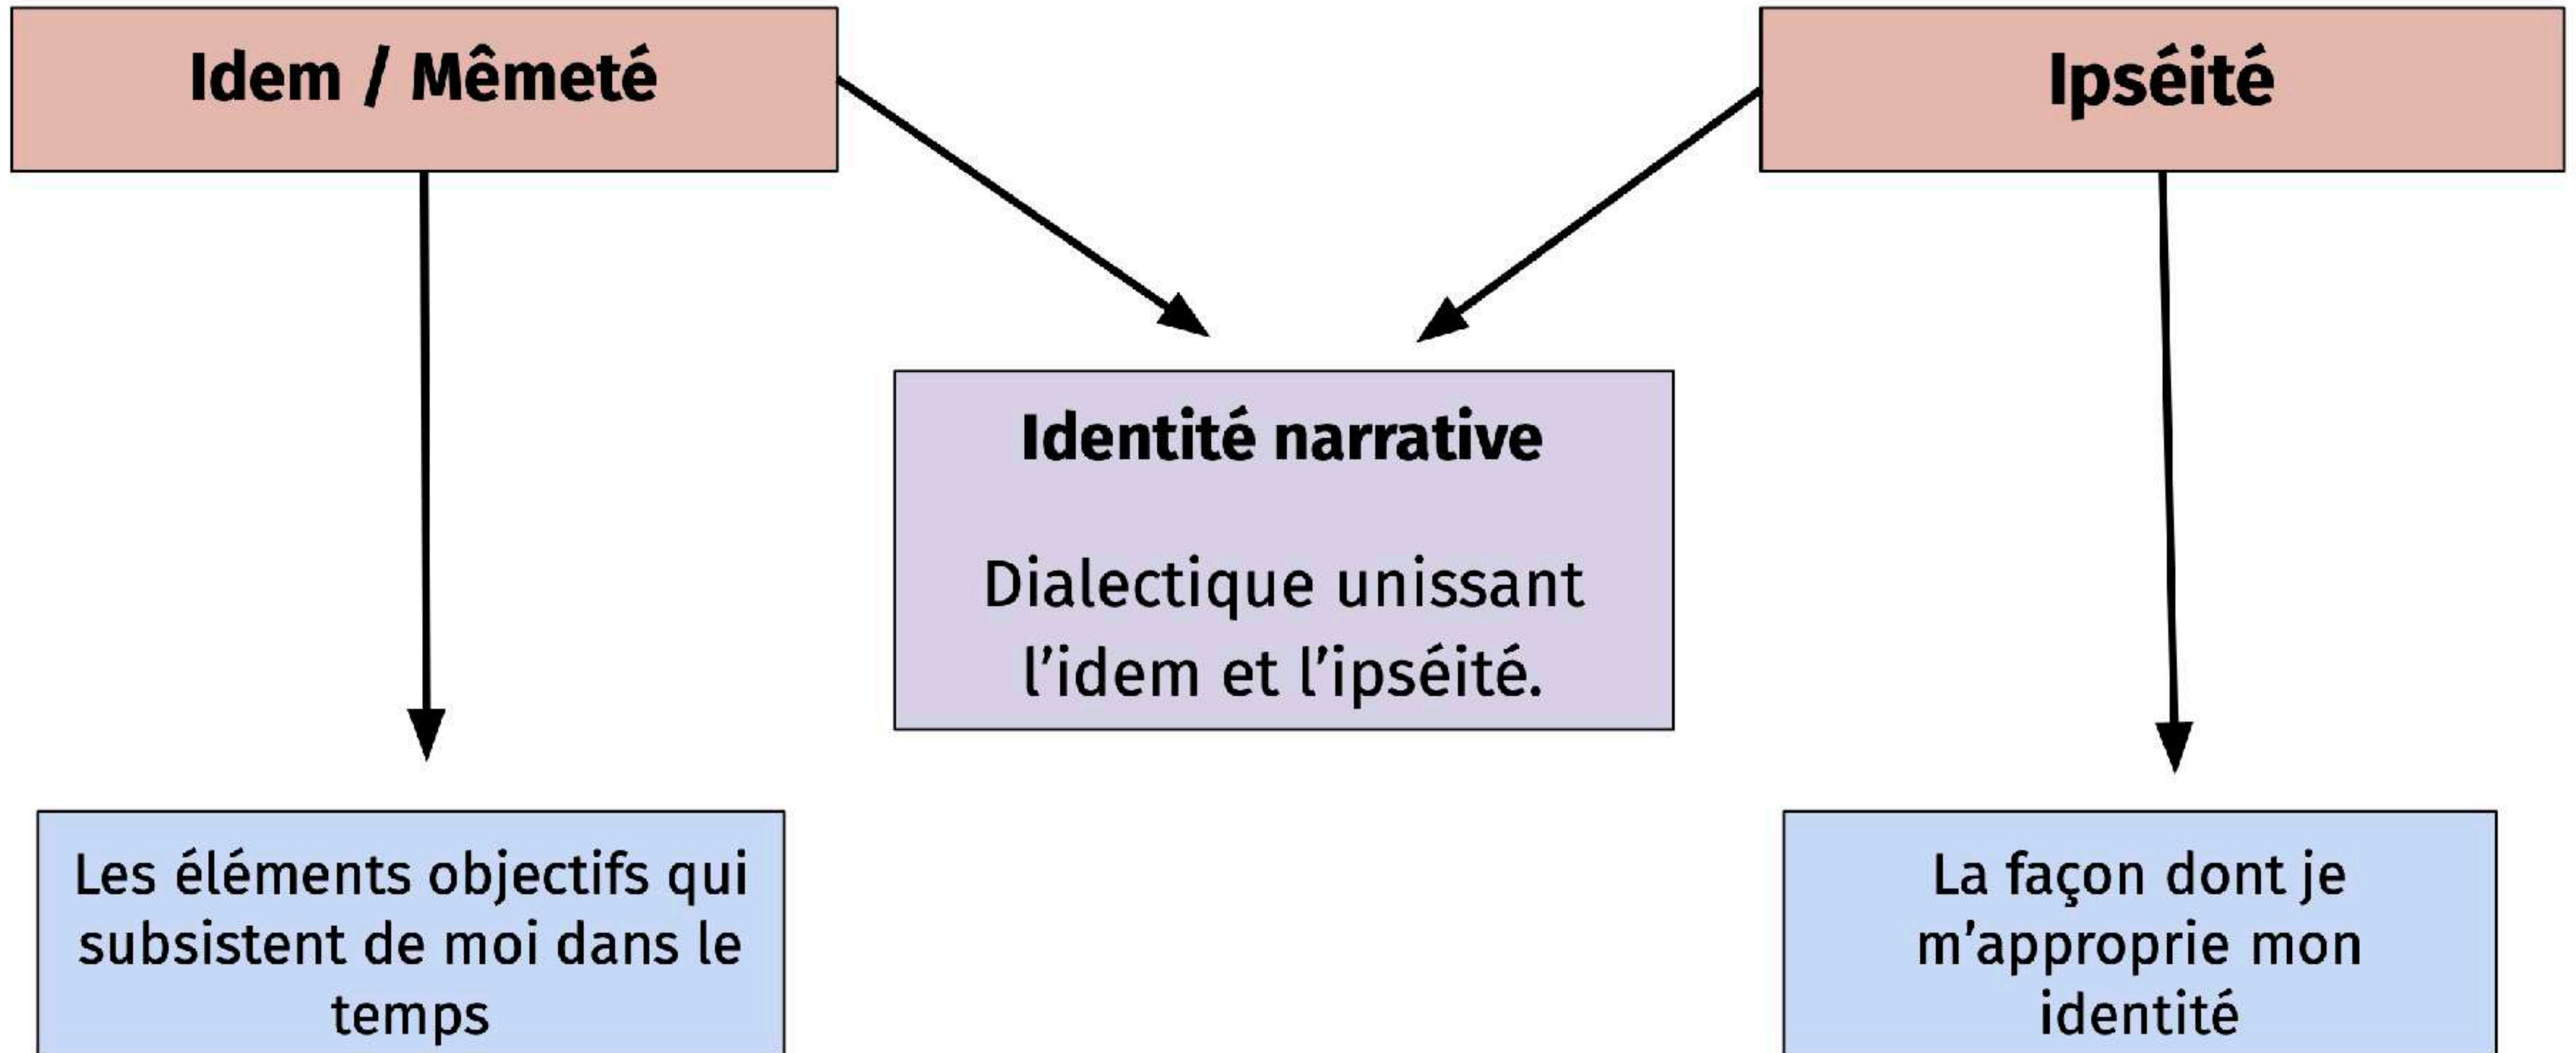 Idem / Mêmeté
Ipséité
Identité narrative
Dialectique unissant
l'idem et l'ipséité.
Les éléments objectifs qui
subsistent de moi dans le
temps
La façon dont je
m'approprie mon
identité